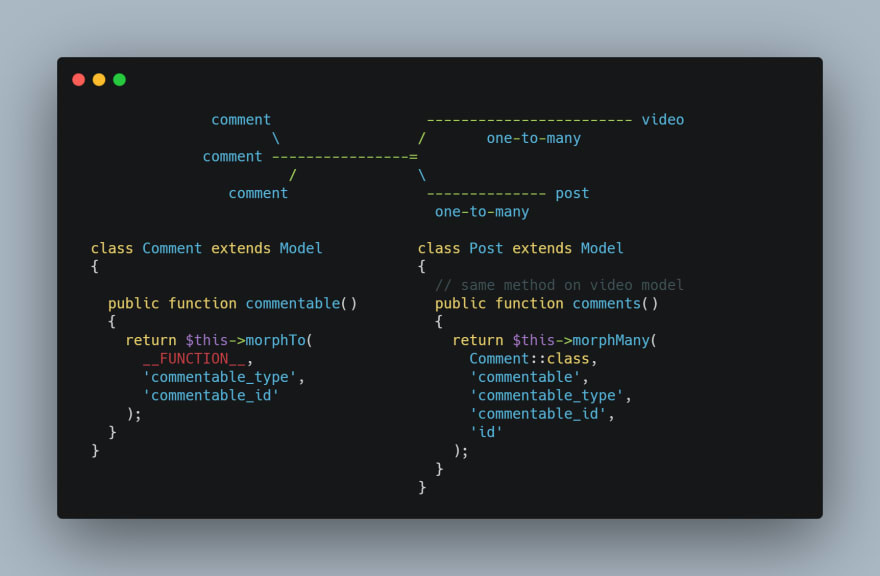 comment                  ------------------------ video
       \                /       one-to-many
comment ----------------=
         /              \
   comment                -------------- post
                           one-to-many
class Comment extends Model
{
  public function commentable()
  {
    return $this->morphTo(
      __FUNCTION__,
      'commentable_type',
      'commentable_id'
    );
  }
}
class Post extends Model
{
  // same method on video model
  public function comments()
  {
    return $this->morphMany(
      Comment::class,
      'commentable',
      'commentable_type',
      'commentable_id',
      'id'
    );
  }
}